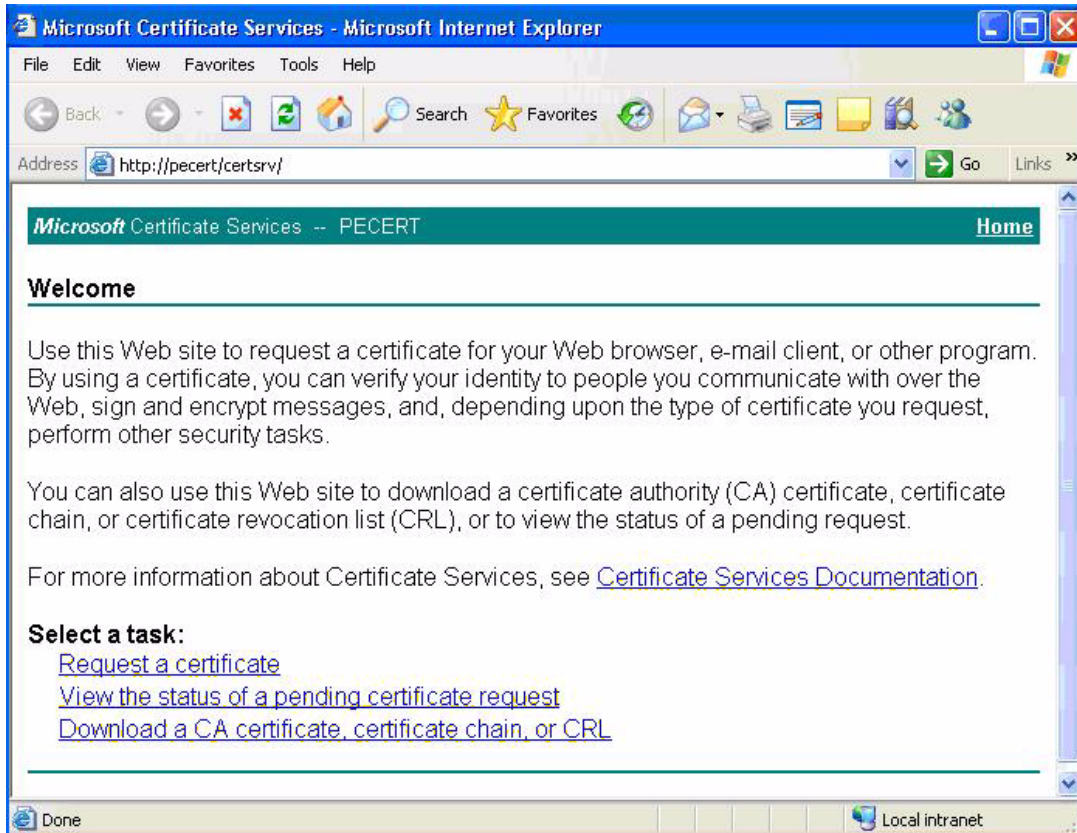 Microsoft Certificate Services - Microsoft Internet Explorer
File Edit View Favorites Tools Help
Back Search Favorites
Address http://pecert/certsrv/ Go Links »
Microsoft Certificate Services -- PECERT Home
Welcome
Use this Web site to request a certificate for your Web browser, e-mail client, or other program.
By using a certificate, you can verify your identity to people you communicate with over the
Web, sign and encrypt messages, and, depending upon the type of certificate you request,
perform other security tasks.
You can also use this Web site to download a certificate authority (CA) certificate, certificate
chain, or certificate revocation list (CRL), or to view the status of a pending request.
For more information about Certificate Services, see Certificate Services Documentation.
Select a task:
Request a certificate
View the status of a pending certificate request
Download a CA certificate, certificate chain, or CRL
Done Local intranet